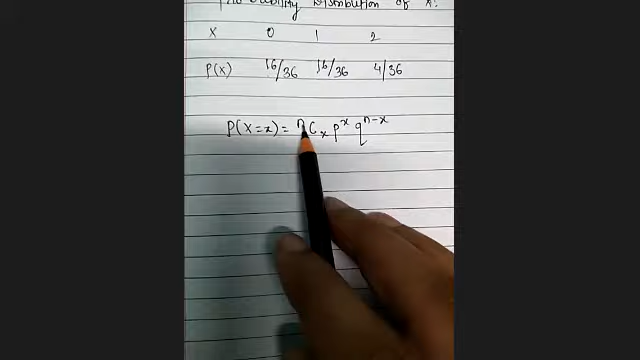 Probability Distribution of X:
X 0 1 2
P(X) 16/36 16/36 4/36
P(X=x) = nCx p^x q^n-x